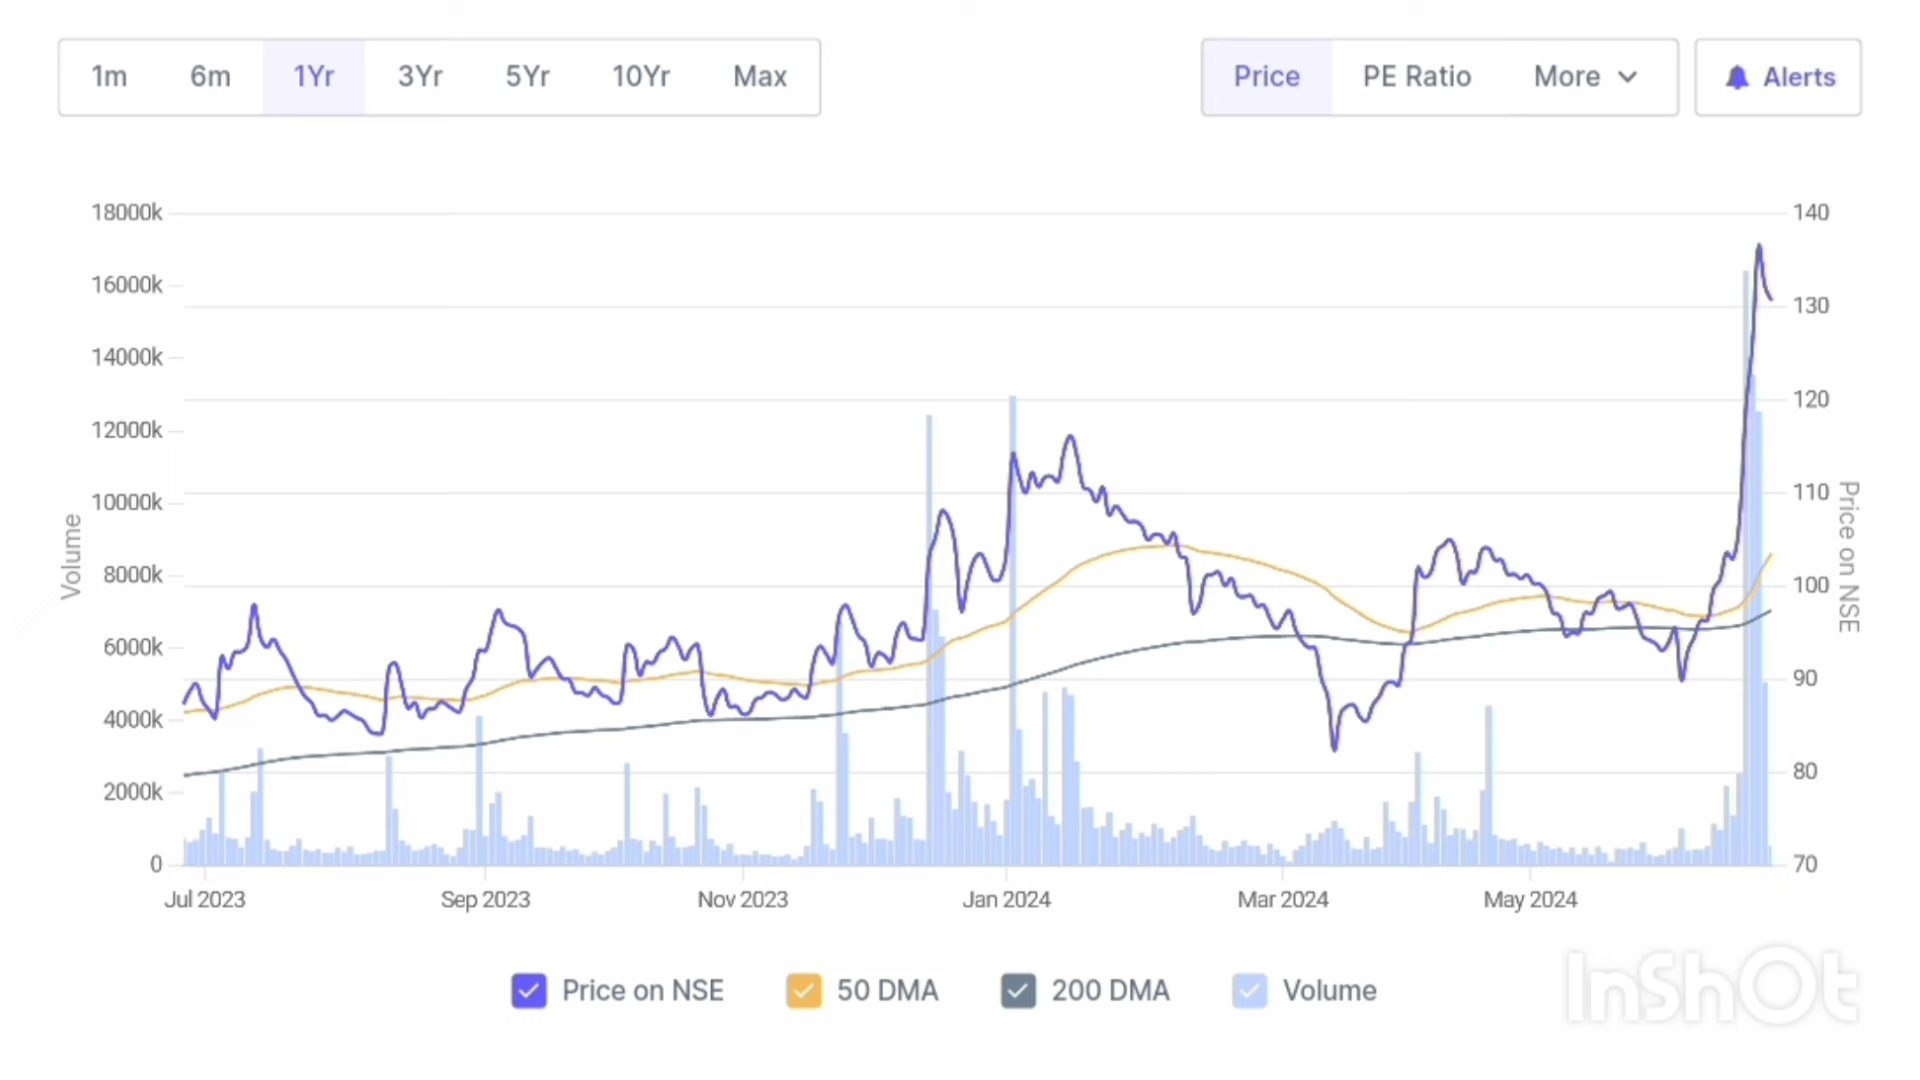 1m 6m 1Yr 3Yr 5Yr 10Yr Max Price PE Ratio More Alerts
18000k 140
16000k 130
14000k 120
12000k 110
10000k 100
8000k 90
6000k 80
4000k 70
2000k
0
Volume
Price on NSE
Jul 2023 Sep 2023 Nov 2023 Jan 2024 Mar 2024 May 2024
Price on NSE 50 DMA 200 DMA Volume
InShOt